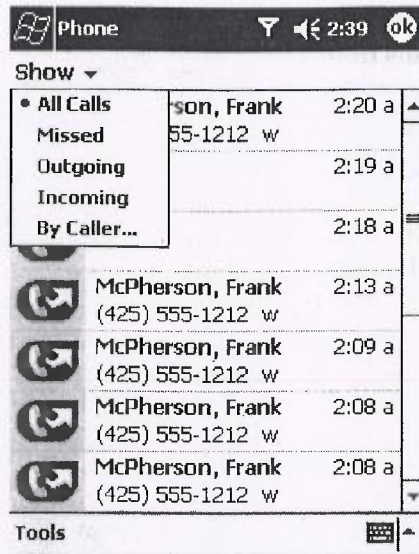 Phone 2:39 ok
Show
All Calls
Missed
Outgoing
Incoming
By Caller...
son, Frank 2:20 a
55-1212 w
2:19 a
2:18 a
McPherson, Frank 2:13 a
(425) 555-1212 w
McPherson, Frank 2:09 a
(425) 555-1212 w
McPherson, Frank 2:08 a
(425) 555-1212 w
McPherson, Frank 2:08 a
(425) 555-1212 w
Tools